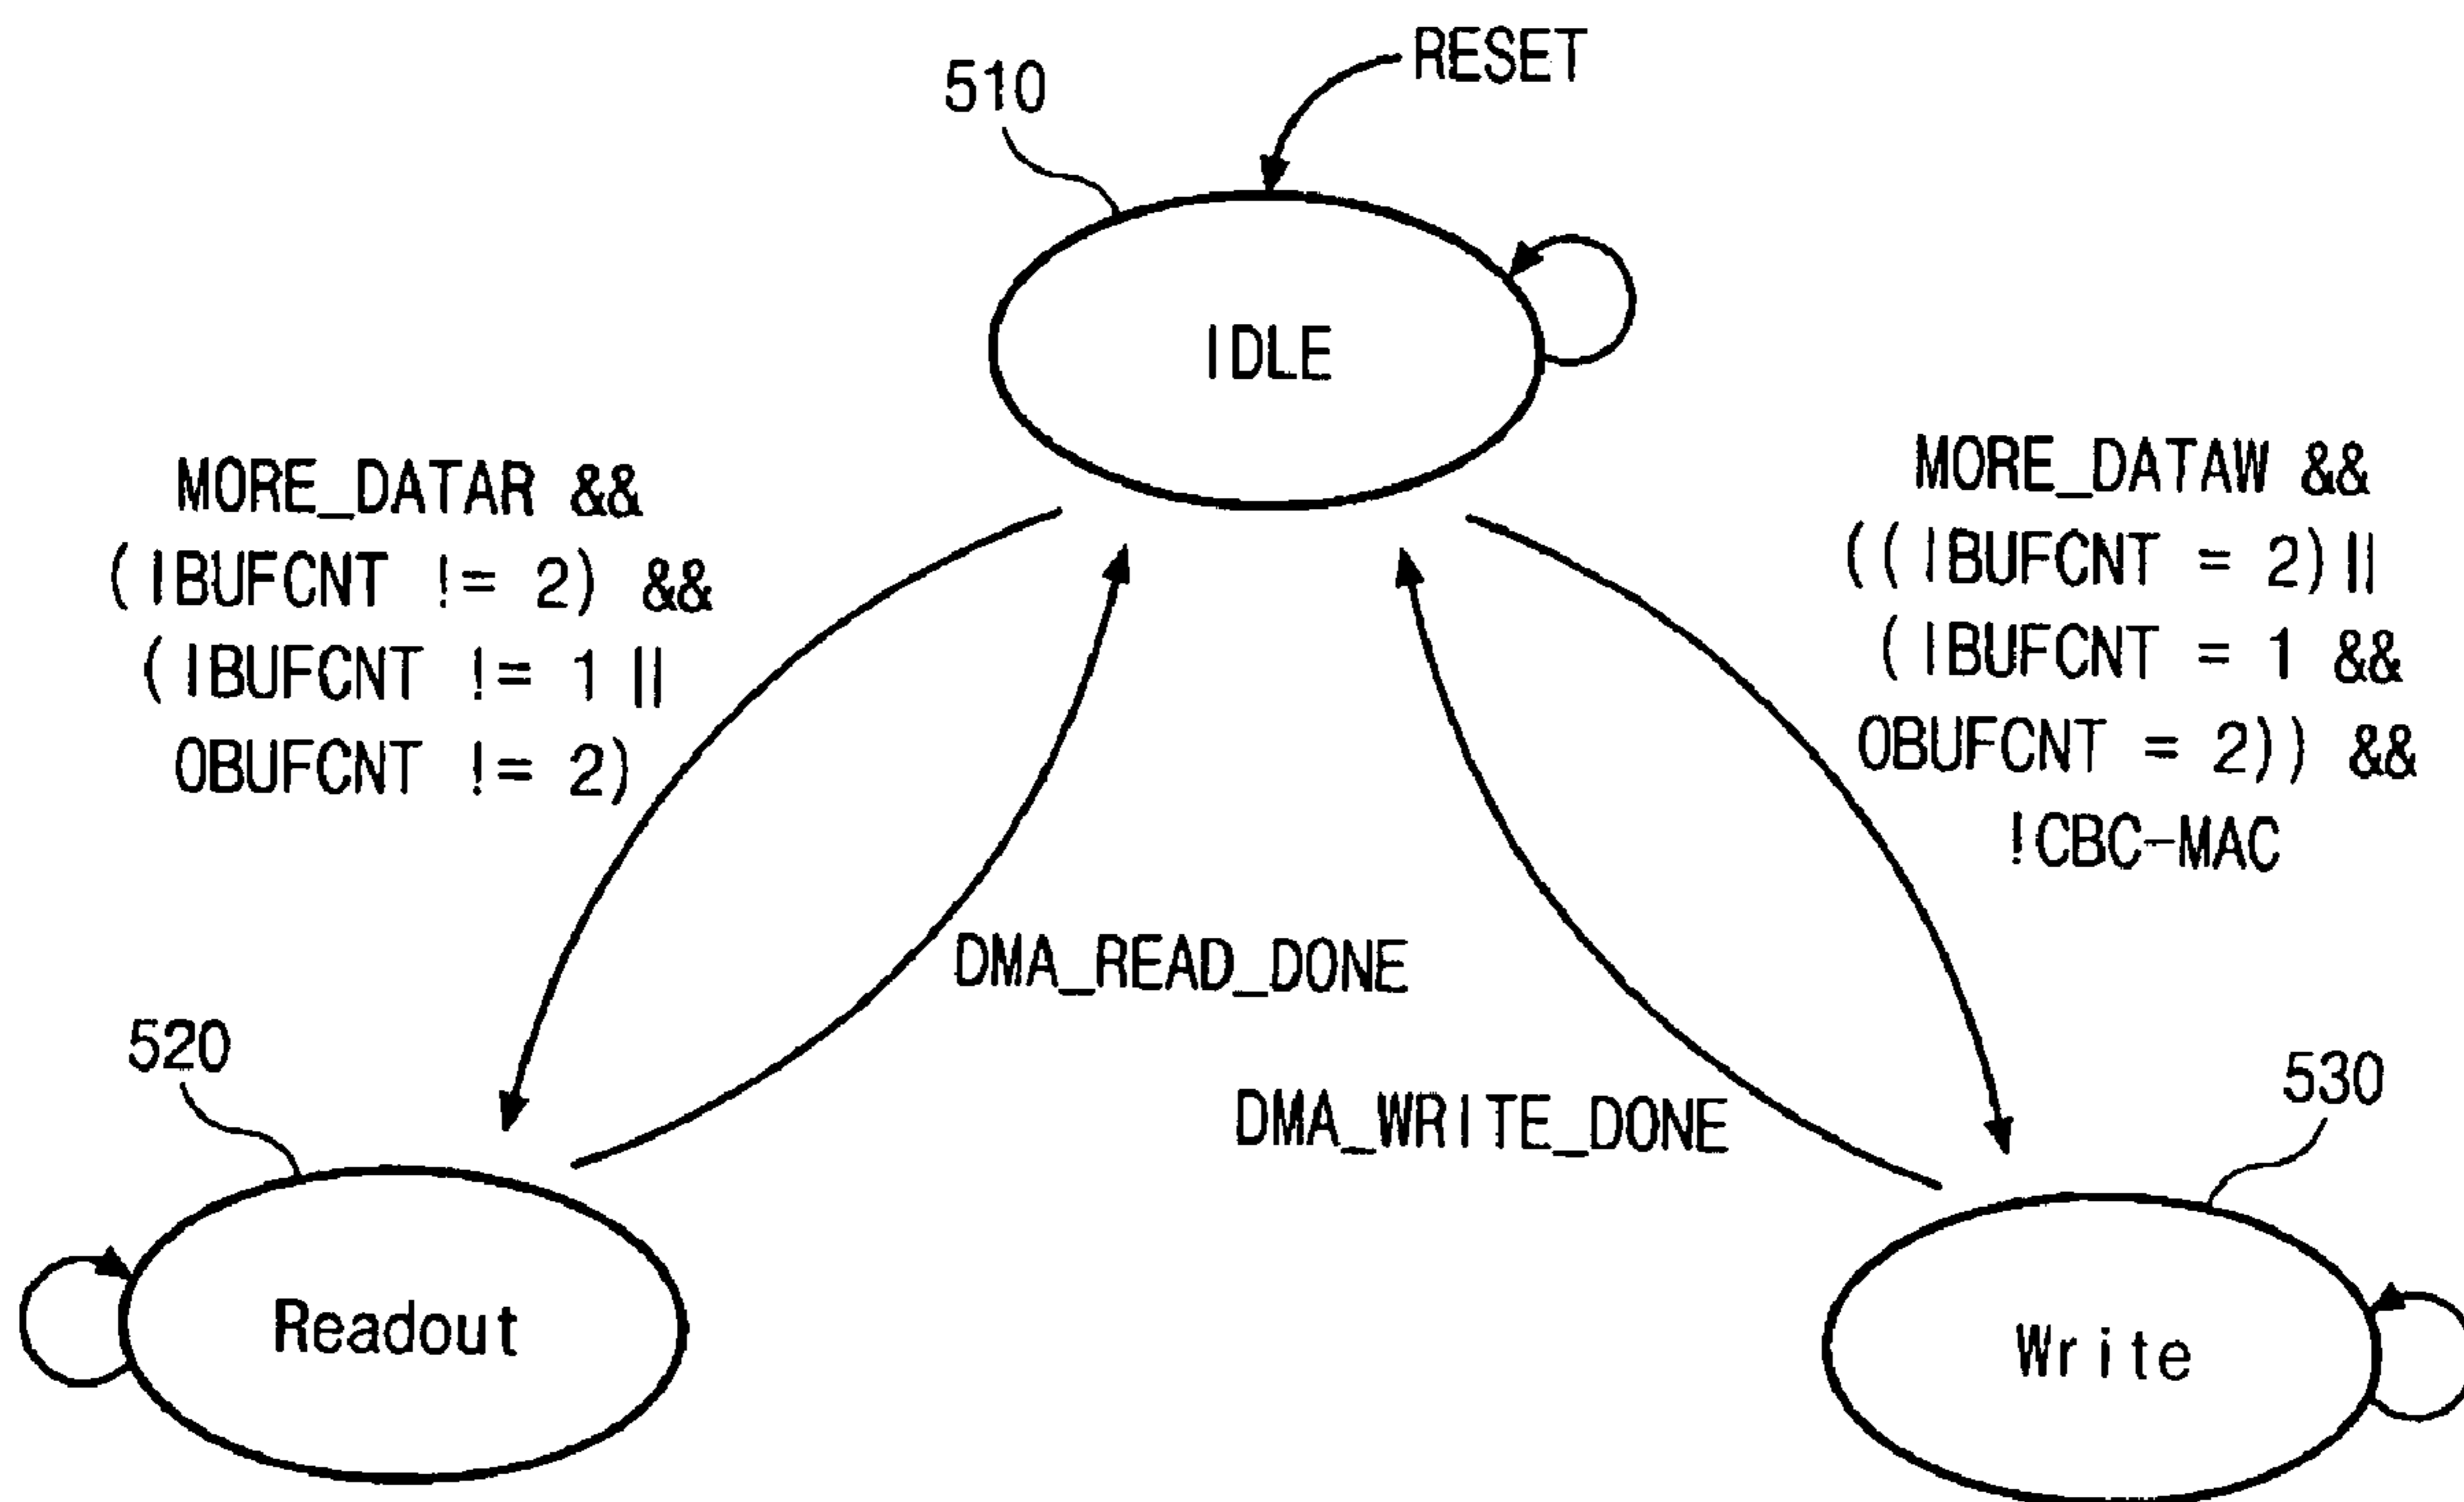 RESET
510
IDLE
MORE_DATAR &&
(IBUFCNT != 2) &&
(IBUFCNT != 1 ||
OBUFCNT != 2)
MORE_DATAW &&
((IBUFCNT = 2)||
(IBUFCNT = 1 &&
OBUFCNT = 2)) &&
!CBC-MAC
DMA_READ_DONE
DMA_WRITE_DONE
520
530
Readout
Write